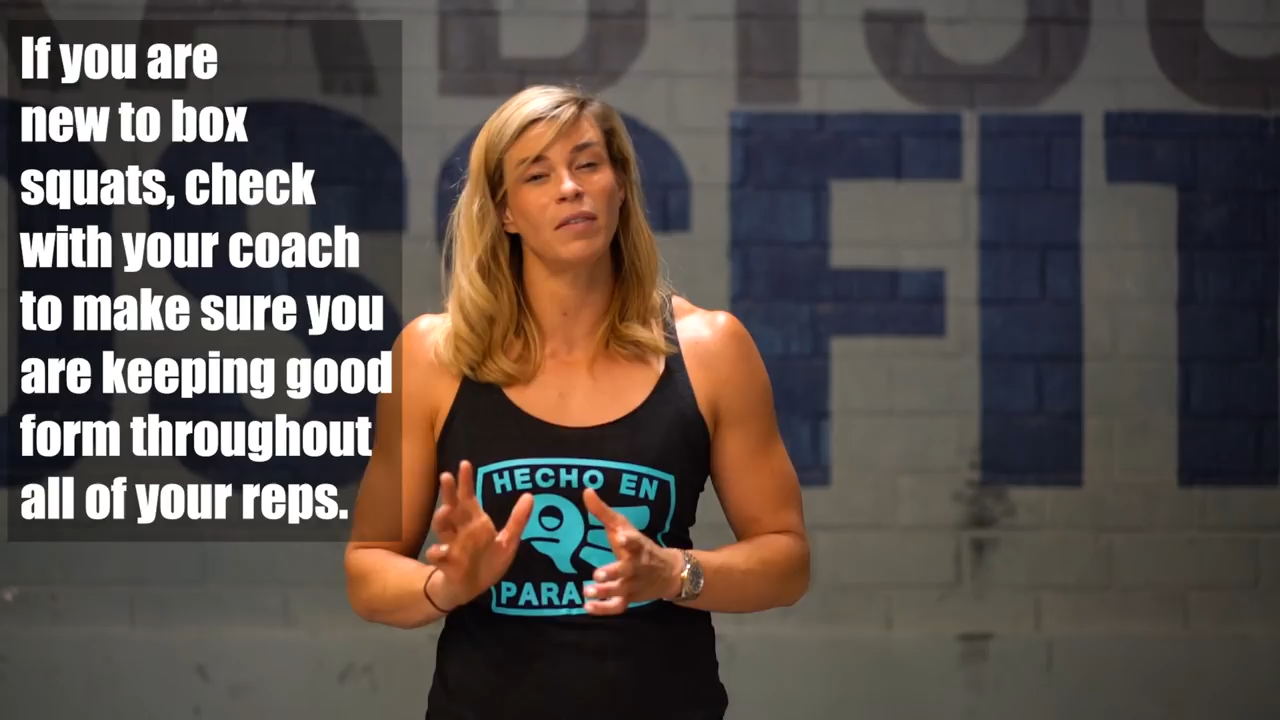 If you are
new to box
squats, check
with your coach
to make sure you
are keeping good
form throughout
all of your reps.
HECHO EN